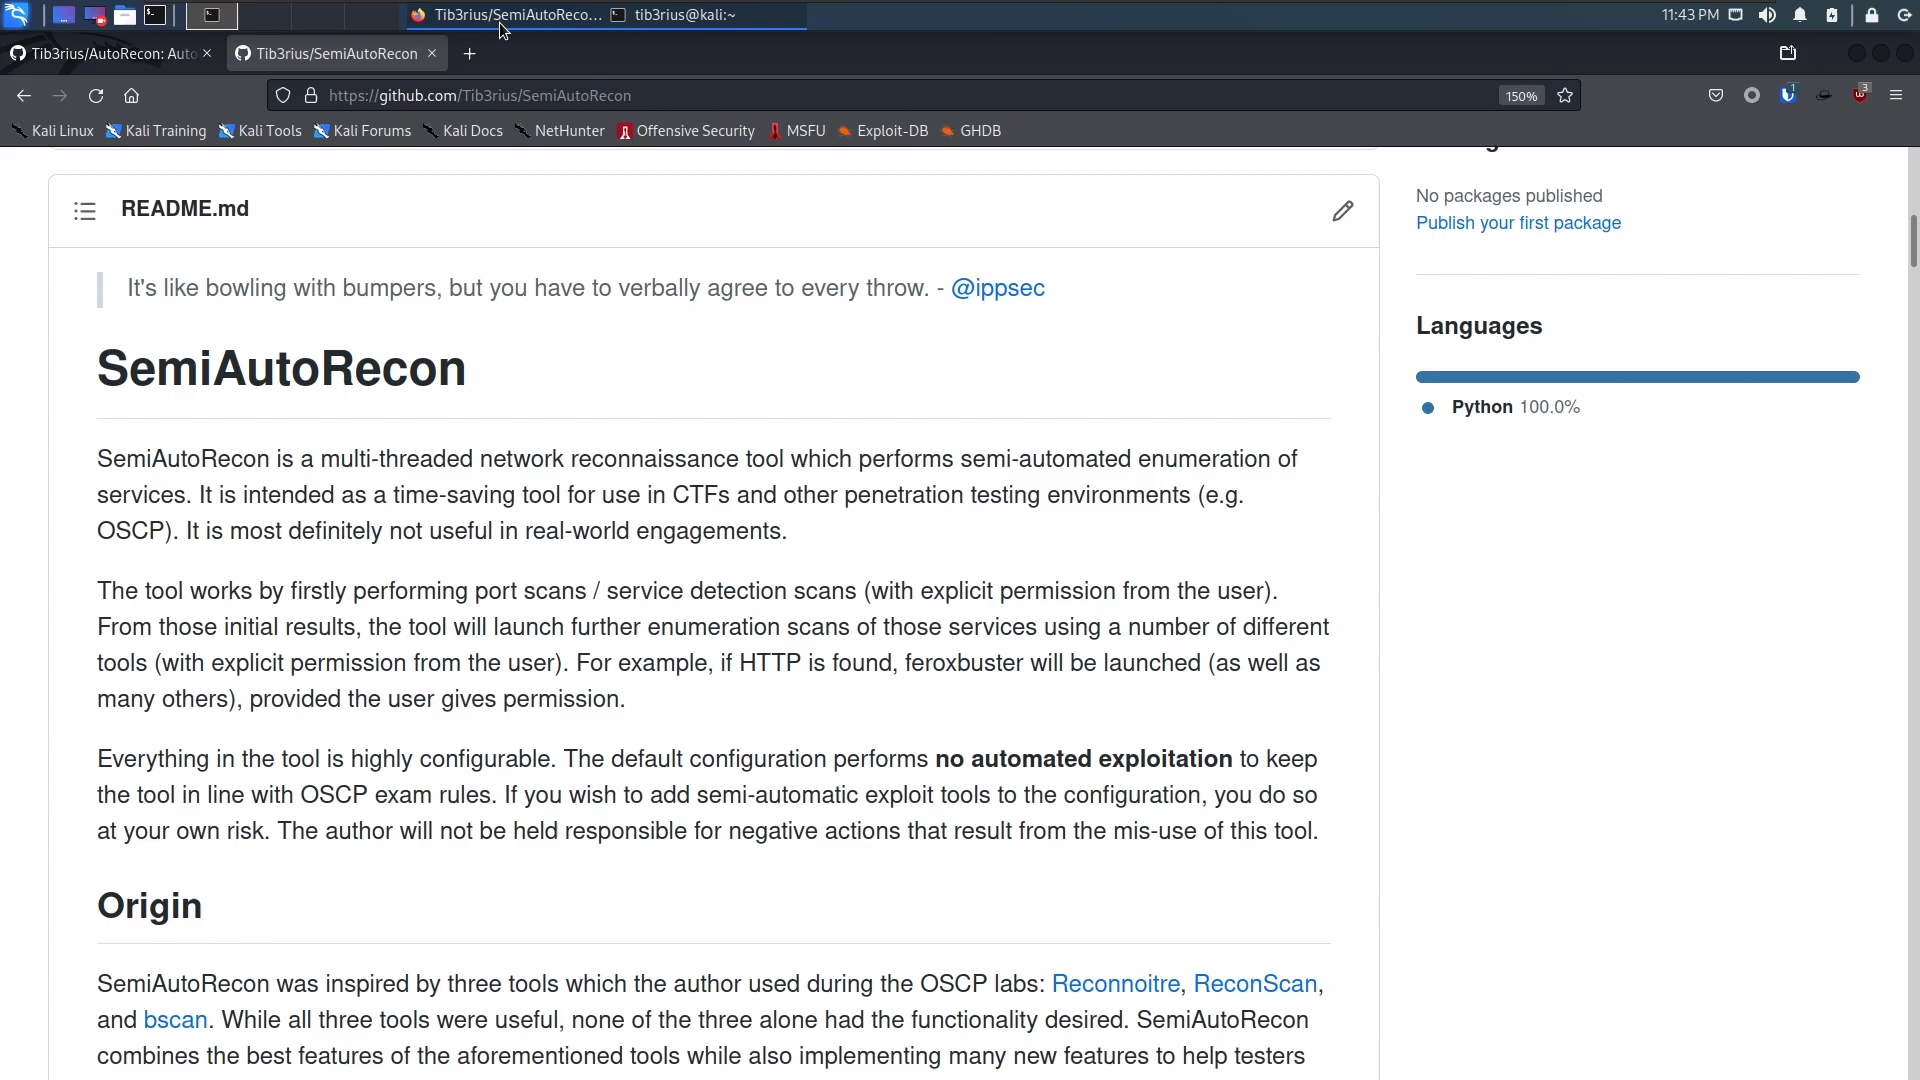 Tib3rius/SemiAutoReco...
tib3rius@kali:~
11:43 PM
Tib3rius/AutoRecon: Auto
Tib3rius/SemiAutoRecon
https://github.com/Tib3rius/SemiAutoRecon
150%
1
3
Kali Linux
Kali Training
Kali Tools
Kali Forums
Kali Docs
NetHunter
Offensive Security
MSFU
Exploit-DB
GHDB
README.md
It's like bowling with bumpers, but you have to verbally agree to every throw. - @ippsec
SemiAutoRecon
SemiAutoRecon is a multi-threaded network reconnaissance tool which performs semi-automated enumeration of
services. It is intended as a time-saving tool for use in CTFs and other penetration testing environments (e.g.
OSCP). It is most definitely not useful in real-world engagements.
The tool works by firstly performing port scans / service detection scans (with explicit permission from the user).
From those initial results, the tool will launch further enumeration scans of those services using a number of different
tools (with explicit permission from the user). For example, if HTTP is found, feroxbuster will be launched (as well as
many others), provided the user gives permission.
Everything in the tool is highly configurable. The default configuration performs no automated exploitation to keep
the tool in line with OSCP exam rules. If you wish to add semi-automatic exploit tools to the configuration, you do so
at your own risk. The author will not be held responsible for negative actions that result from the mis-use of this tool.
Origin
SemiAutoRecon was inspired by three tools which the author used during the OSCP labs: Reconnoitre, ReconScan,
and bscan. While all three tools were useful, none of the three alone had the functionality desired. SemiAutoRecon
combines the best features of the aforementioned tools while also implementing many new features to help testers
No packages published
Publish your first package
Languages
Python 100.0%